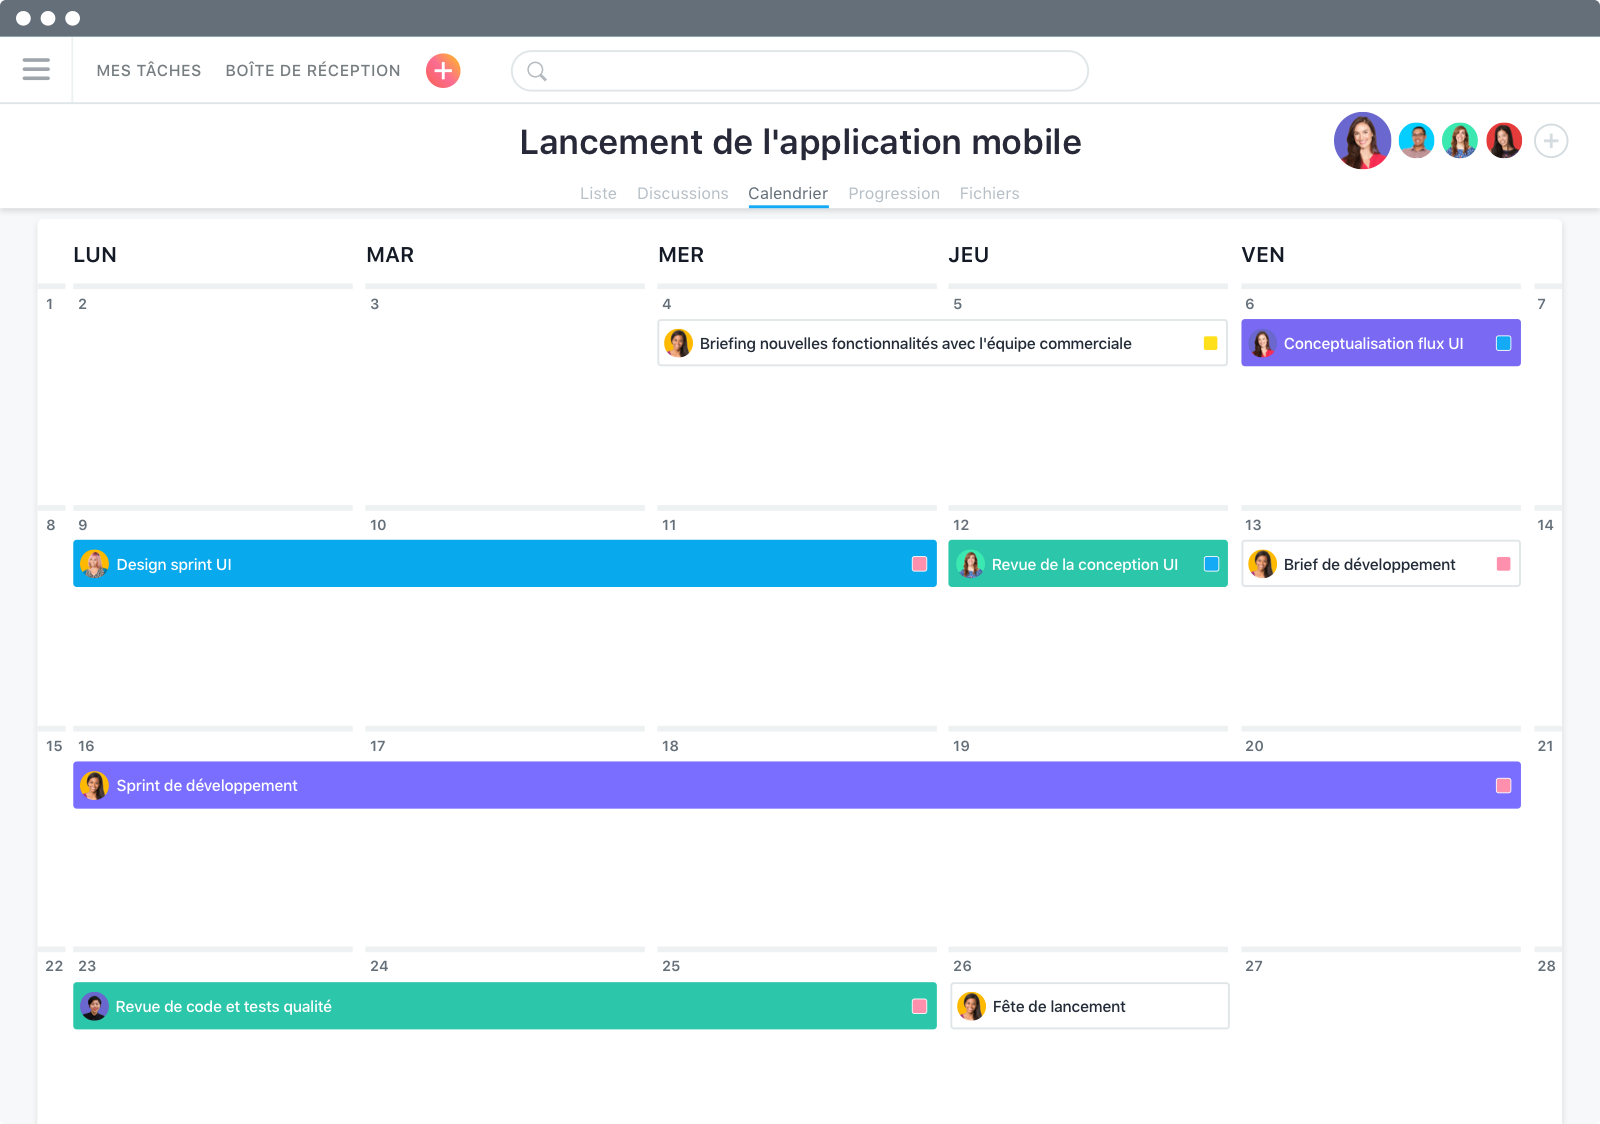 MES TÂCHES BOÎTE DE RÉCEPTION
Lancement de l'application mobile
Liste Discussions Calendrier Progression Fichiers
LUN MAR MER JEU VEN
1 2 3 4 5 6 7
Briefing nouvelles fonctionnalités avec l'équipe commerciale Conceptualisation flux UI
8 9 10 11 12 13 14
Design sprint UI Revue de la conception UI Brief de développement
15 16 17 18 19 20 21
Sprint de développement
22 23 24 25 26 27 28
Revue de code et tests qualité Fête de lancement